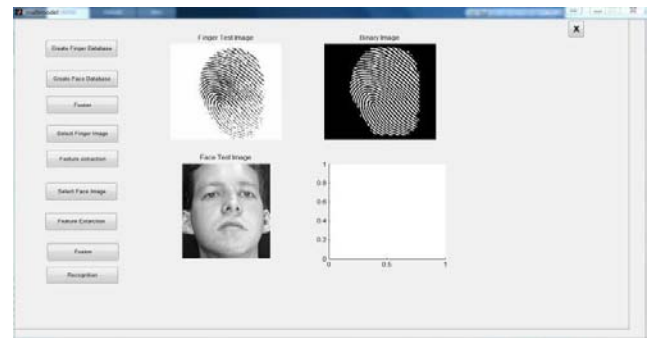 X
Finger Test Image
Binary Image
Create Finger Database
Create Face Database
Fusion
Select Finger Image
Feature extraction
Select Face Image
Feature Extraction
Fusion
Recognition
Face Test Image
1
0.8
0.6
0.4
0.2
0
0 0.5 1